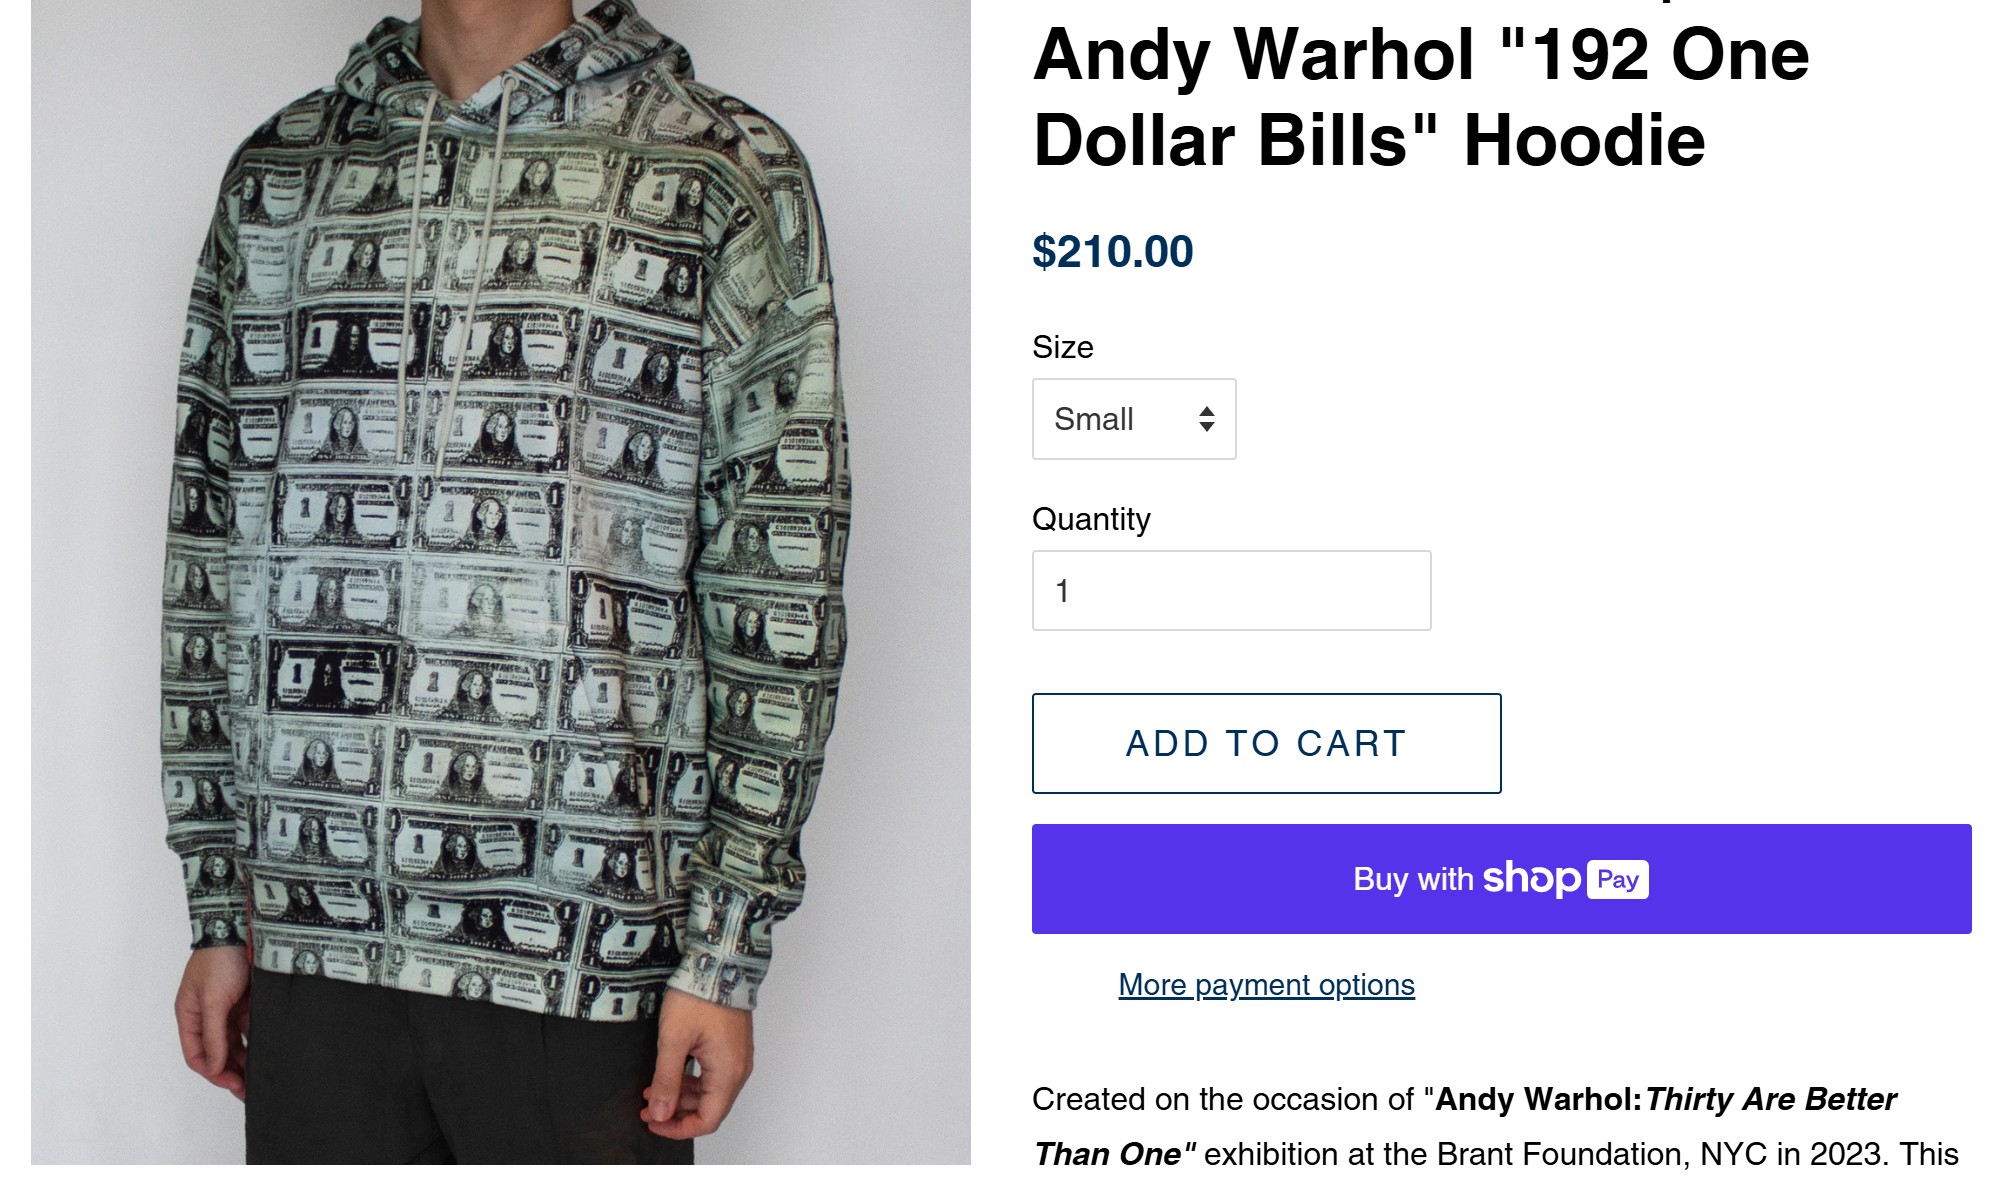 Andy Warhol "192 One
Dollar Bills" Hoodie
$210.00
Size
Small
Quantity
1
ADD TO CART
Buy with shop Pay
More payment options
Created on the occasion of "Andy Warhol:Thirty Are Better
Than One" exhibition at the Brant Foundation, NYC in 2023. This